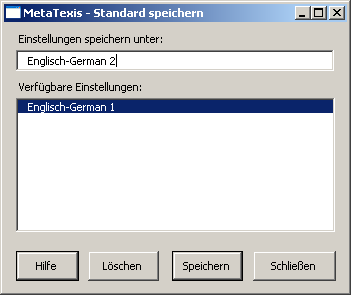 MetaTexis - Standard speichern
Einstellungen speichern unter:
Englisch-German 2
Verfügbare Einstellungen:
Englisch-German 1
Hilfe Löschen Speichern Schließen